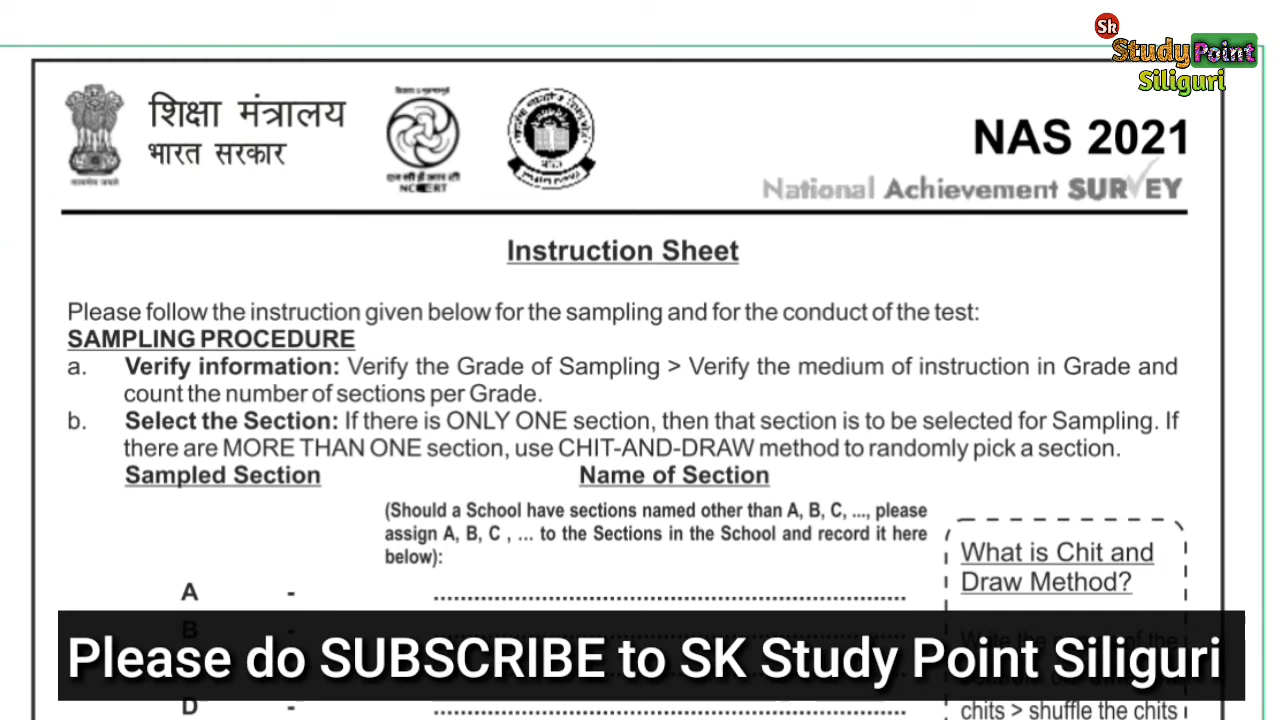 Sk
Study Point
Siliguri
शिक्षा मंत्रालय
भारत सरकार
NCERT
NAS 2021
National Achievement SURVEY
Instruction Sheet
Please follow the instruction given below for the sampling and for the conduct of the test:
SAMPLING PROCEDURE
a. Verify information: Verify the Grade of Sampling > Verify the medium of instruction in Grade and
count the number of sections per Grade.
b. Select the Section: If there is ONLY ONE section, then that section is to be selected for Sampling. If
there are MORE THAN ONE section, use CHIT-AND-DRAW method to randomly pick a section.
Sampled Section Name of Section
(Should a School have sections named other than A, B, C, ..., please
assign A, B, C , ... to the Sections in the School and record it here
below):
What is Chit and
Draw Method?
A - ........................................................................
B
Please do SUBSCRIBE to SK Study Point Siliguri
D - ........................................................................
chits > shuffle the chits